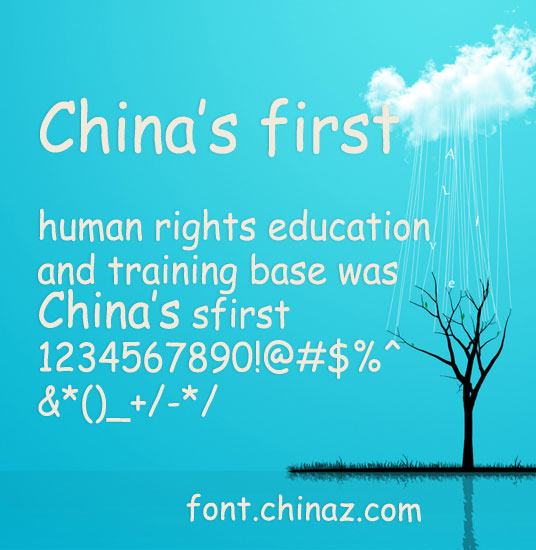 China's first
human rights education
and training base was
China's sfirst
1234567890!@#$%^
&*()_+/-*/
A
L
i
v
e
font.chinaz.com